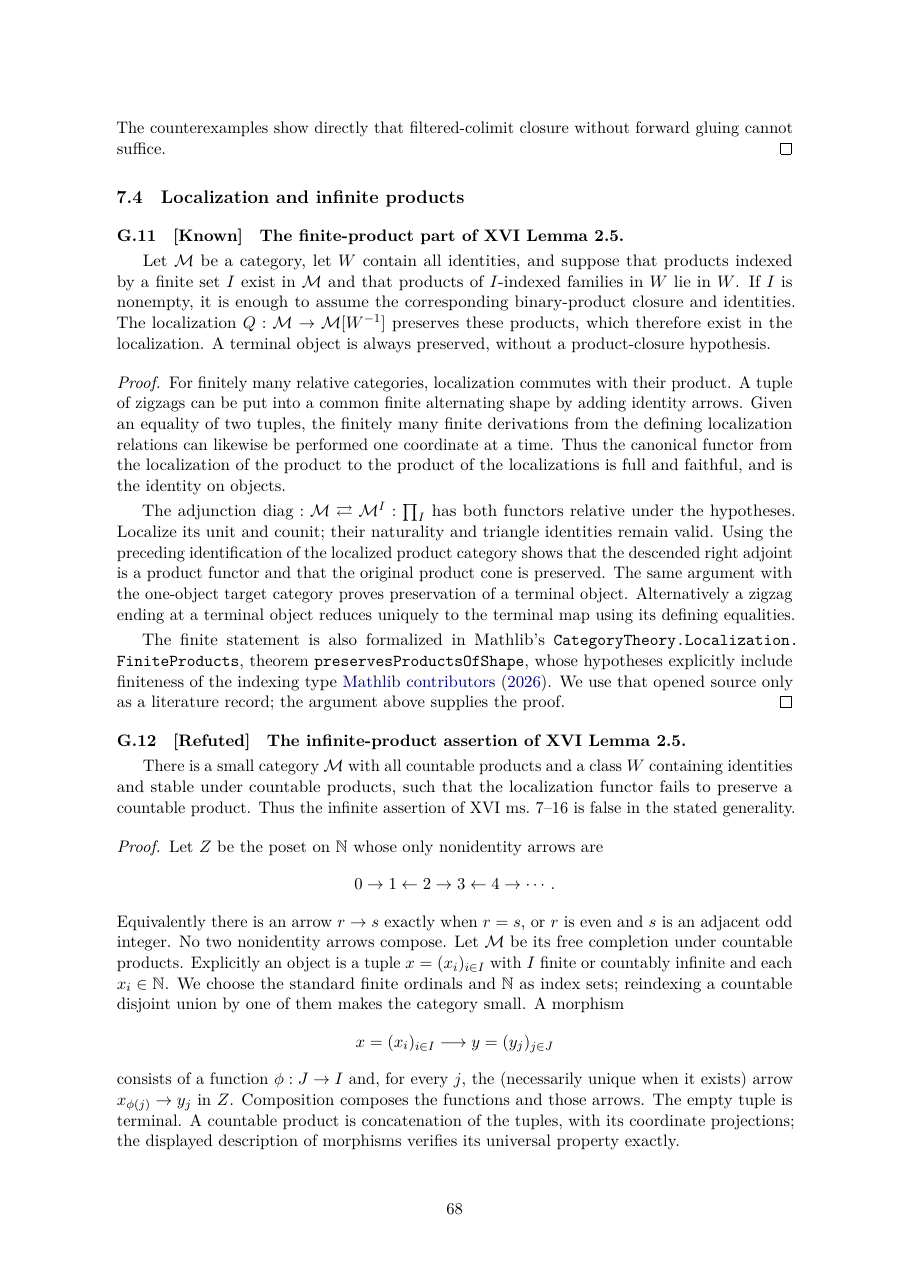 The counterexamples show directly that filtered-colimit closure without forward gluing cannot
suffice. □
7.4 Localization and infinite products
G.11 [Known] The finite-product part of XVI Lemma 2.5.
Let ℳ be a category, let W contain all identities, and suppose that products indexed
by a finite set I exist in ℳ and that products of I-indexed families in W lie in W. If I is
nonempty, it is enough to assume the corresponding binary-product closure and identities.
The localization Q : ℳ → ℳ[W⁻¹] preserves these products, which therefore exist in the
localization. A terminal object is always preserved, without a product-closure hypothesis.
Proof. For finitely many relative categories, localization commutes with their product. A tuple
of zigzags can be put into a common finite alternating shape by adding identity arrows. Given
an equality of two tuples, the finitely many finite derivations from the defining localization
relations can likewise be performed one coordinate at a time. Thus the canonical functor from
the localization of the product to the product of the localizations is full and faithful, and is
the identity on objects.
The adjunction diag : ℳ ⇄ ℳ^I : ∏_I has both functors relative under the hypotheses.
Localize its unit and counit; their naturality and triangle identities remain valid. Using the
preceding identification of the localized product category shows that the descended right adjoint
is a product functor and that the original product cone is preserved. The same argument with
the one-object target category proves preservation of a terminal object. Alternatively a zigzag
ending at a terminal object reduces uniquely to the terminal map using its defining equalities.
The finite statement is also formalized in Mathlib's CategoryTheory.Localization.
FiniteProducts, theorem preservesProductsOfShape, whose hypotheses explicitly include
finiteness of the indexing type Mathlib contributors (2026). We use that opened source only
as a literature record; the argument above supplies the proof. □
G.12 [Refuted] The infinite-product assertion of XVI Lemma 2.5.
There is a small category ℳ with all countable products and a class W containing identities
and stable under countable products, such that the localization functor fails to preserve a
countable product. Thus the infinite assertion of XVI ms. 7–16 is false in the stated generality.
Proof. Let Z be the poset on ℕ whose only nonidentity arrows are
0 → 1 ← 2 → 3 ← 4 → ⋯ .
Equivalently there is an arrow r → s exactly when r = s, or r is even and s is an adjacent odd
integer. No two nonidentity arrows compose. Let ℳ be its free completion under countable
products. Explicitly an object is a tuple x = (x_i)_{i∈I} with I finite or countably infinite and each
x_i ∈ ℕ. We choose the standard finite ordinals and ℕ as index sets; reindexing a countable
disjoint union by one of them makes the category small. A morphism
x = (x_i)_{i∈I} ⟶ y = (y_j)_{j∈J}
consists of a function ϕ : J → I and, for every j, the (necessarily unique when it exists) arrow
x_{ϕ(j)} → y_j in Z. Composition composes the functions and those arrows. The empty tuple is
terminal. A countable product is concatenation of the tuples, with its coordinate projections;
the displayed description of morphisms verifies its universal property exactly.
68